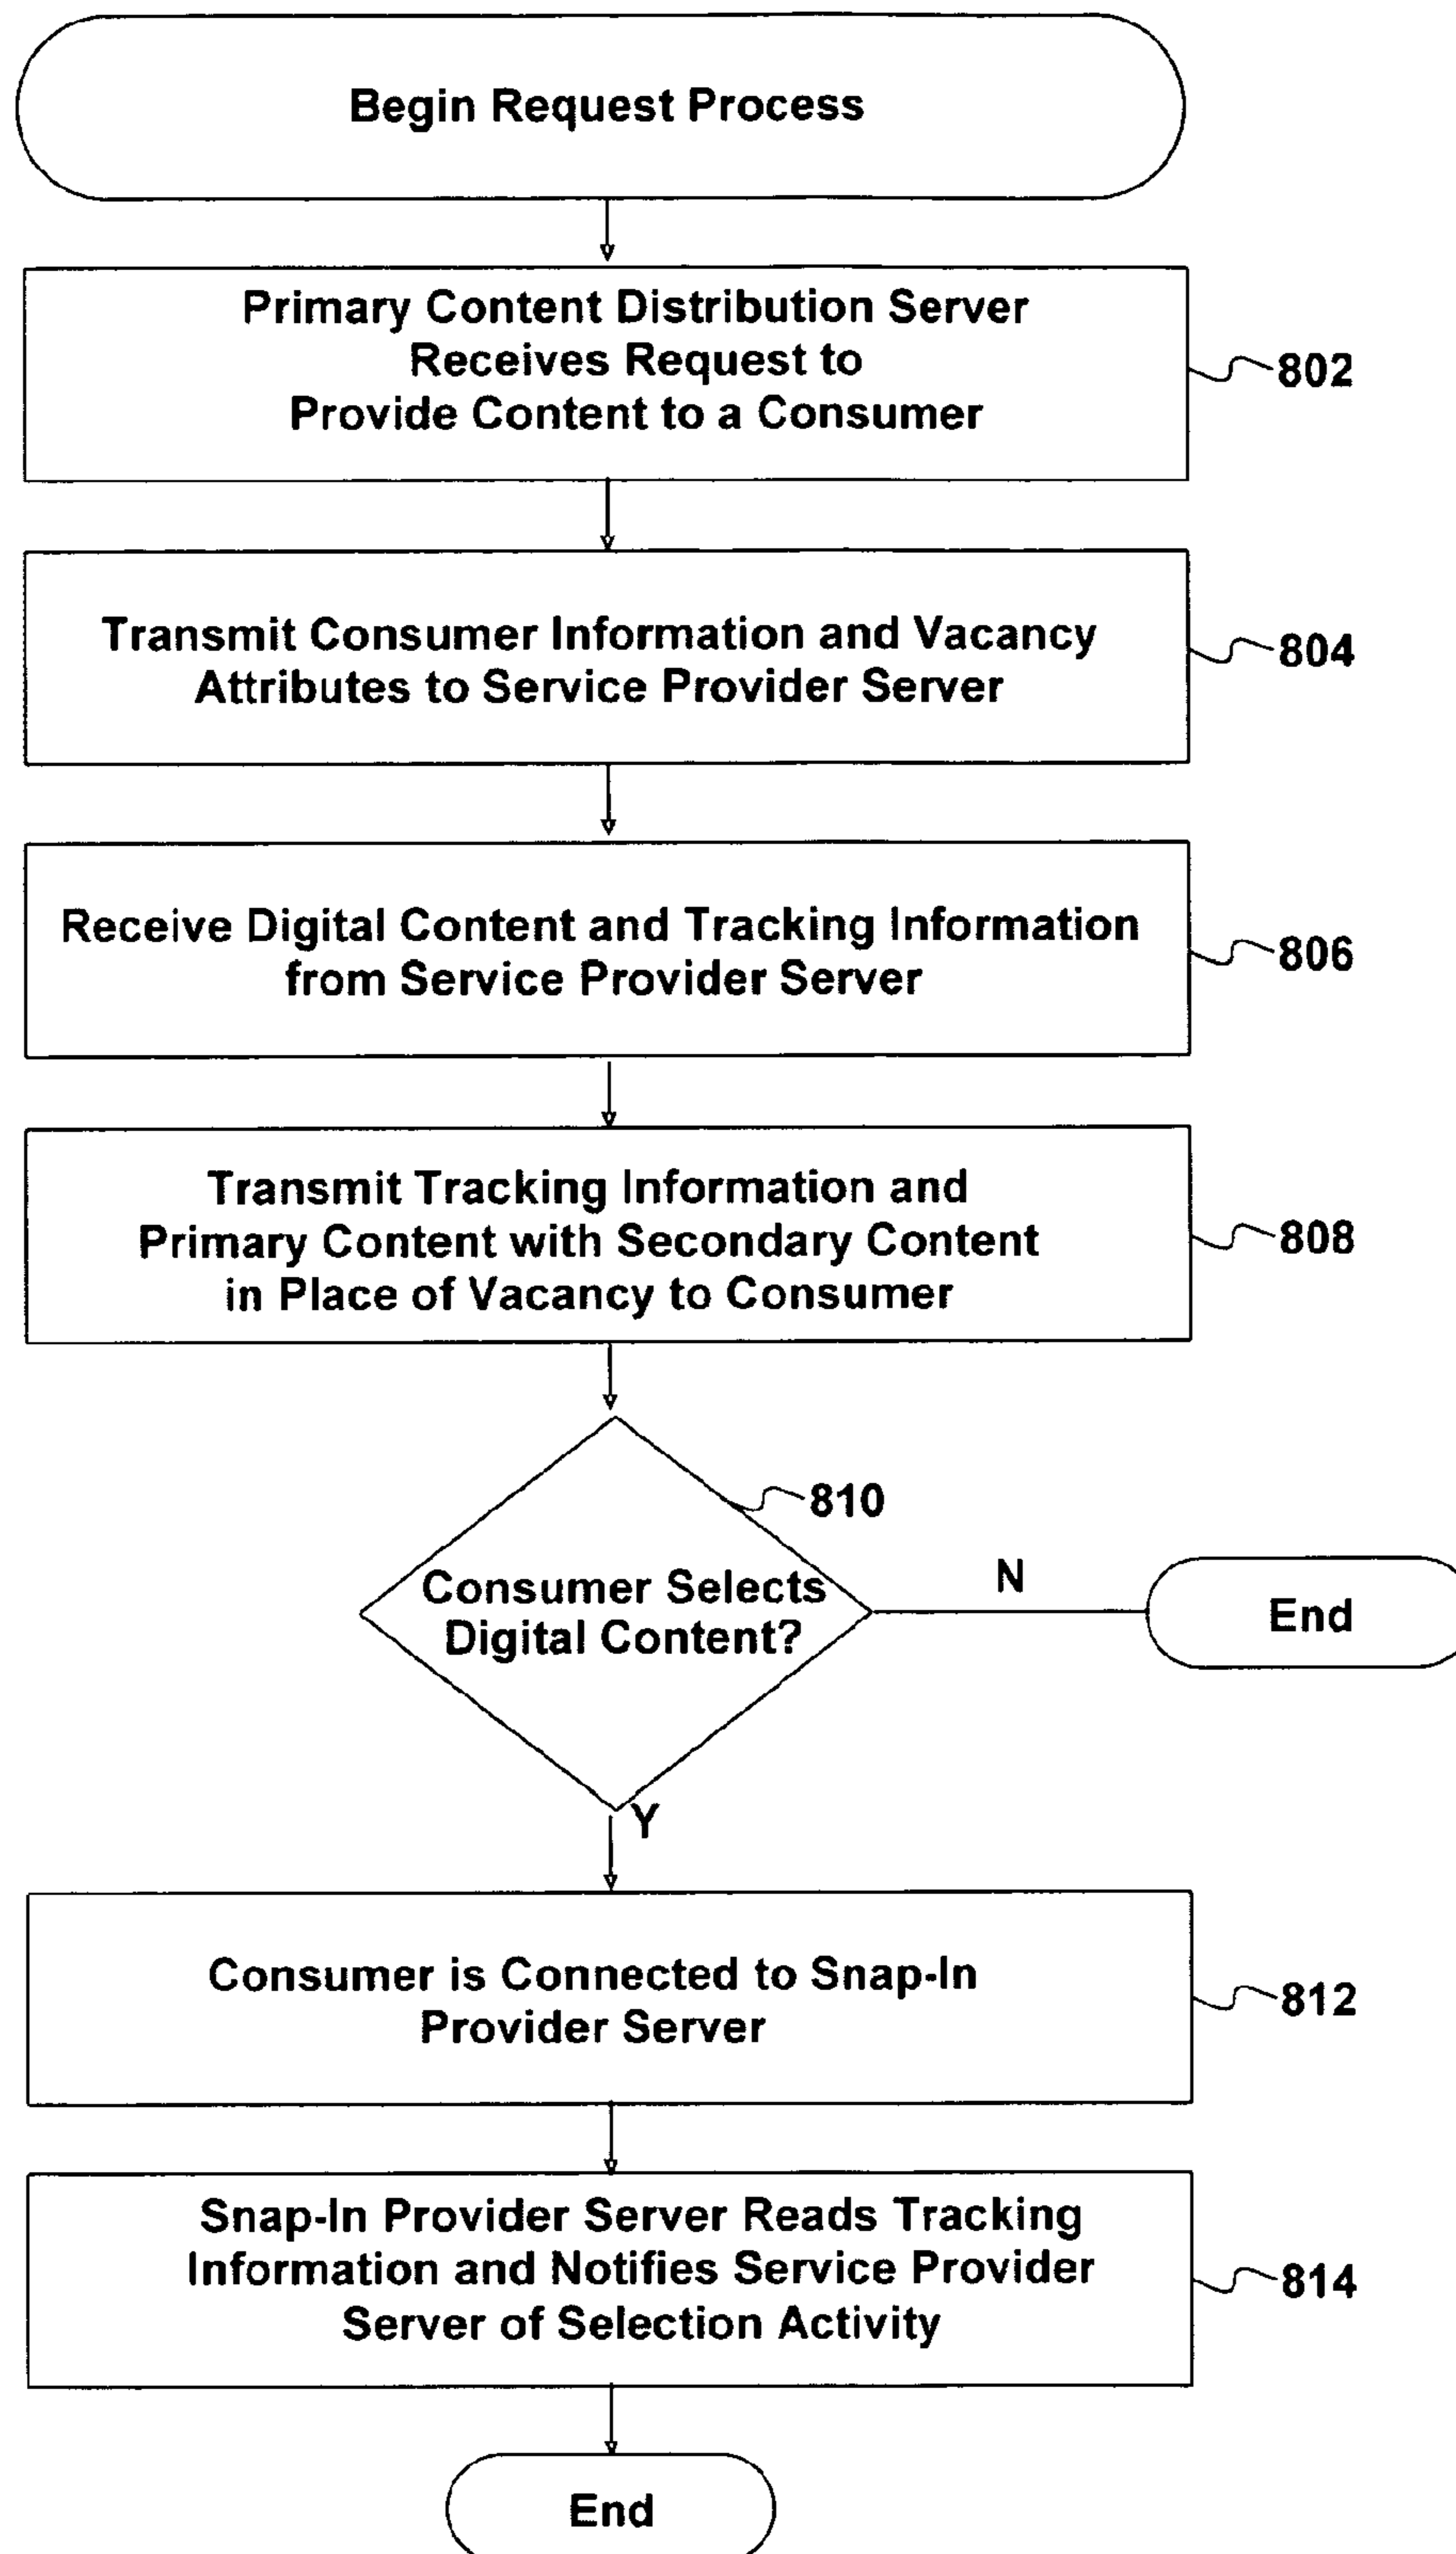 Begin Request Process
Primary Content Distribution Server
Receives Request to
Provide Content to a Consumer
802
Transmit Consumer Information and Vacancy
Attributes to Service Provider Server
804
Receive Digital Content and Tracking Information
from Service Provider Server
806
Transmit Tracking Information and
Primary Content with Secondary Content
in Place of Vacancy to Consumer
808
810
Consumer Selects
Digital Content?
N
End
Y
Consumer is Connected to Snap-In
Provider Server
812
Snap-In Provider Server Reads Tracking
Information and Notifies Service Provider
Server of Selection Activity
814
End